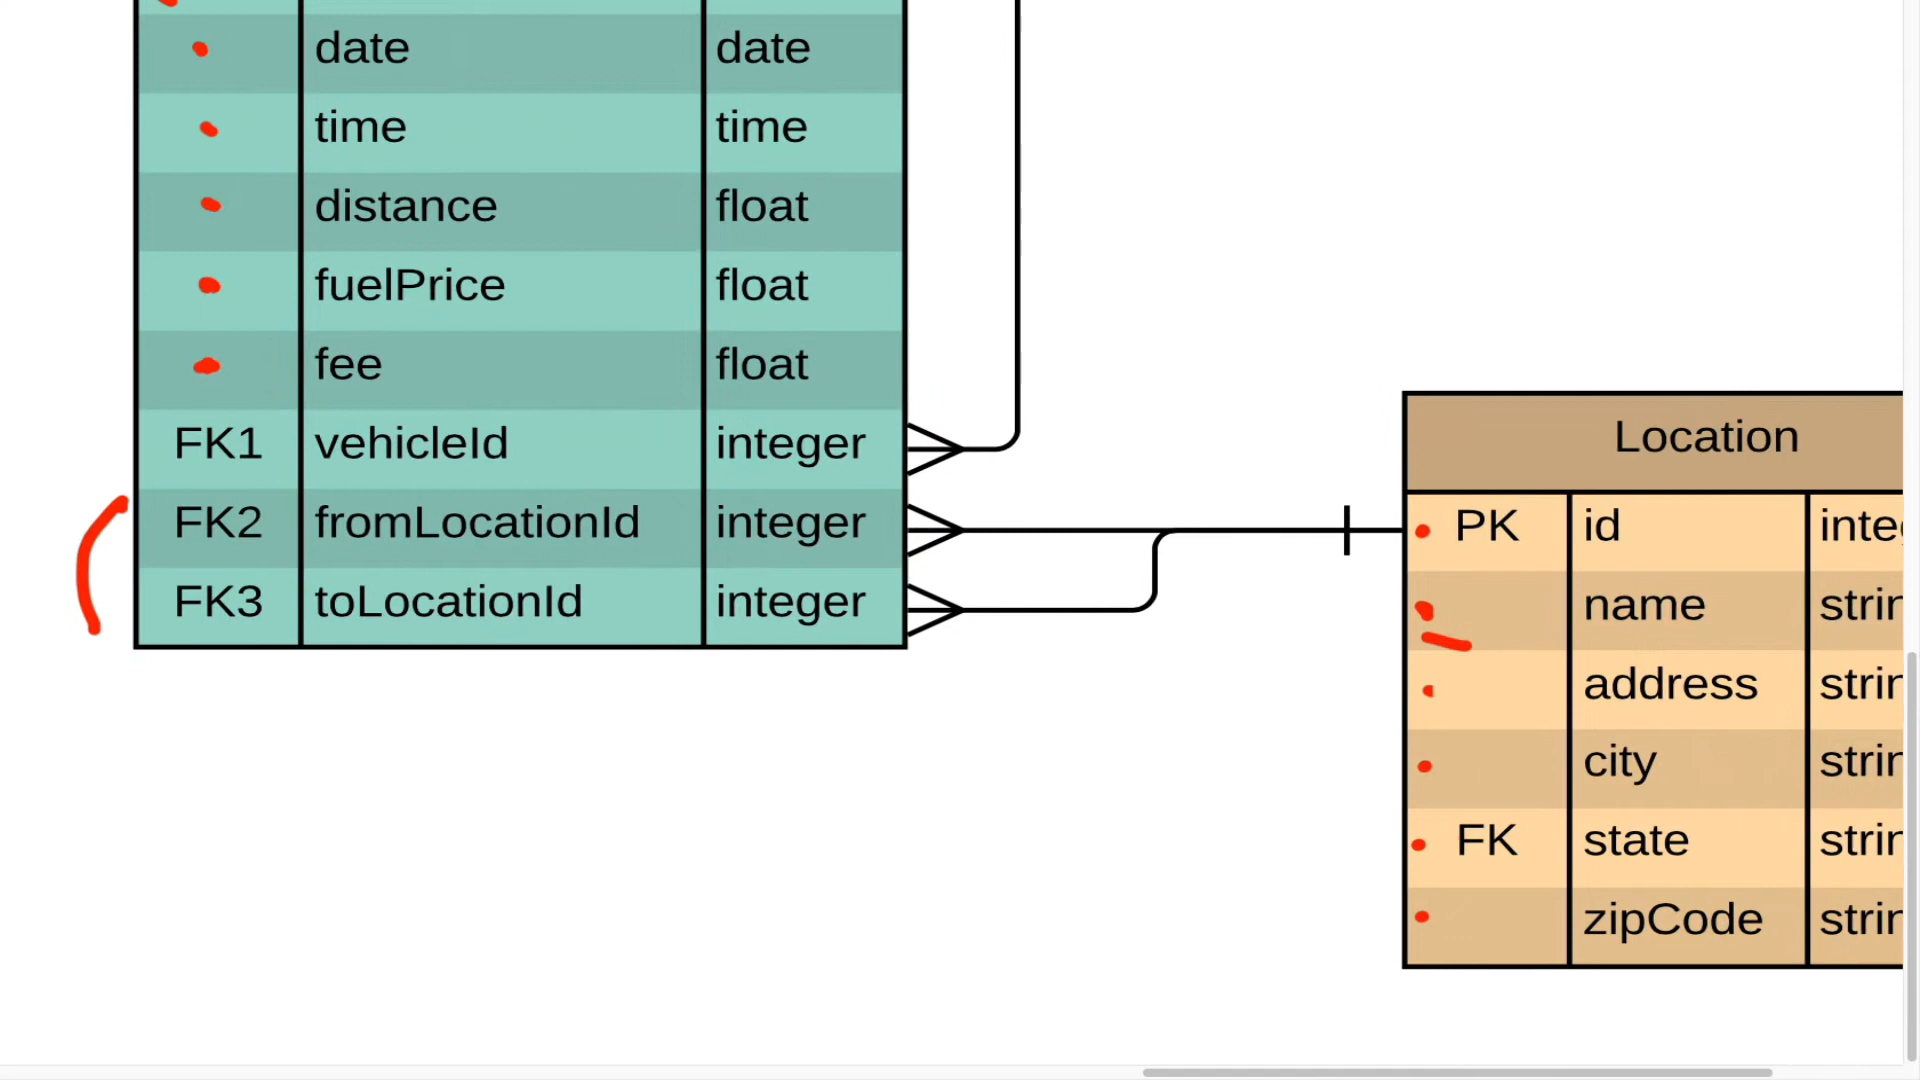 date date
time time
distance float
fuelPrice float
fee float
FK1 vehicleId integer
FK2 fromLocationId integer
FK3 toLocationId integer
Location
PK id
name
address
city
FK state
zipCode